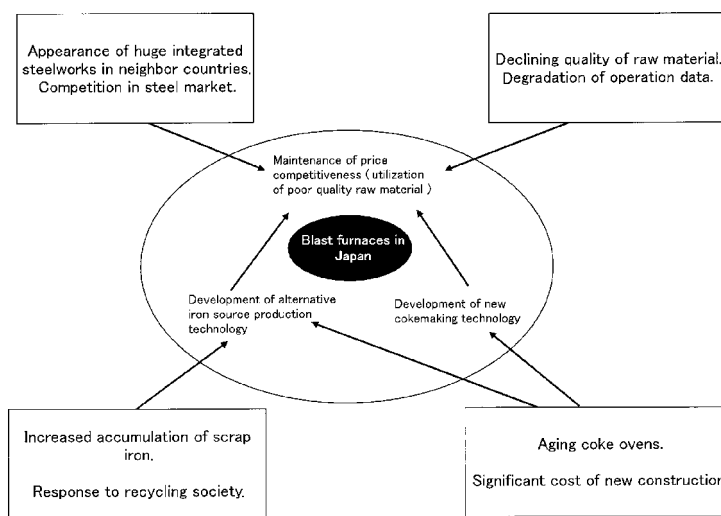 Appearance of huge integrated
steelworks in neighbor countries.
Competition in steel market.
Declining quality of raw material.
Degradation of operation data.
Maintenance of price
competitiveness ( utilization
of poor quality raw material )
Blast furnaces in
Japan
Development of alternative
iron source production
technology
Development of new
cokemaking technology
Increased accumulation of scrap
iron.
Response to recycling society.
Aging coke ovens.
Significant cost of new construction